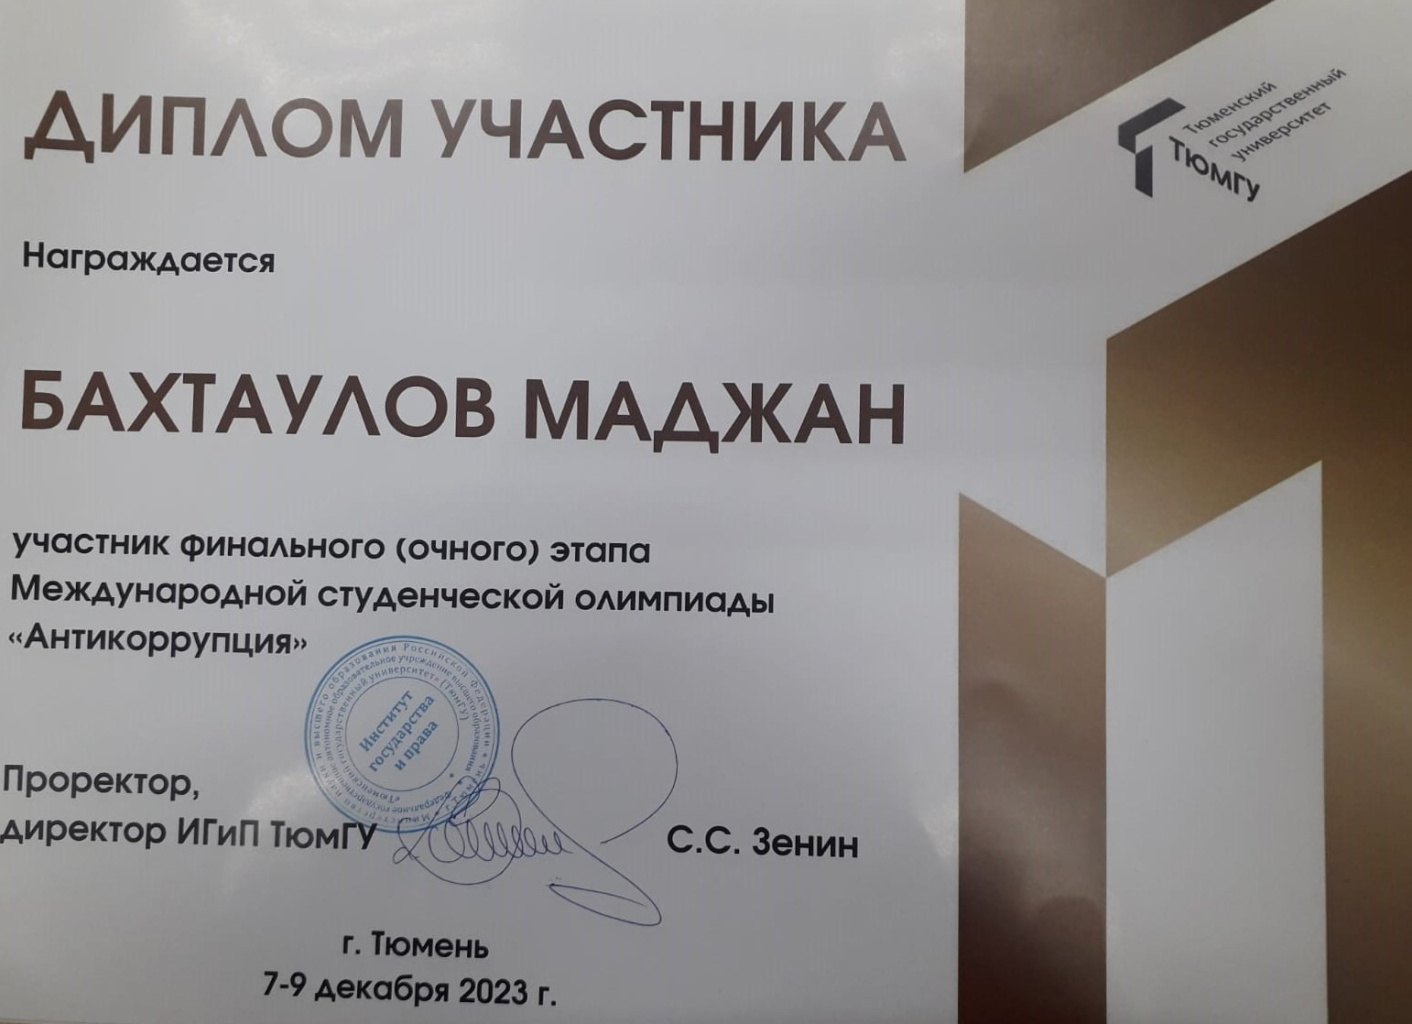 ДИПЛОМ УЧАСТНИКА
Тюменский
государственный
университет
ТЮМГУ
Награждается
БАХТАУЛОВ МАДЖАН
участник финального (очного) этапа
Международной студенческой олимпиады
«Антикоррупция»
Институт
государства
и права
Проректор,
директор ИГиП ТюмГУ
С.С. Зенин
г. Тюмень
7-9 декабря 2023 г.